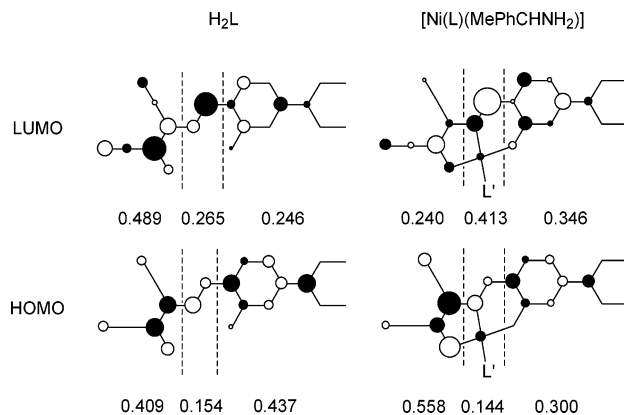 H₂L [Ni(L)(MePhCHNH₂)]
LUMO
L'
0.489 0.265 0.246 0.240 0.413 0.346
HOMO
L'
0.409 0.154 0.437 0.558 0.144 0.300